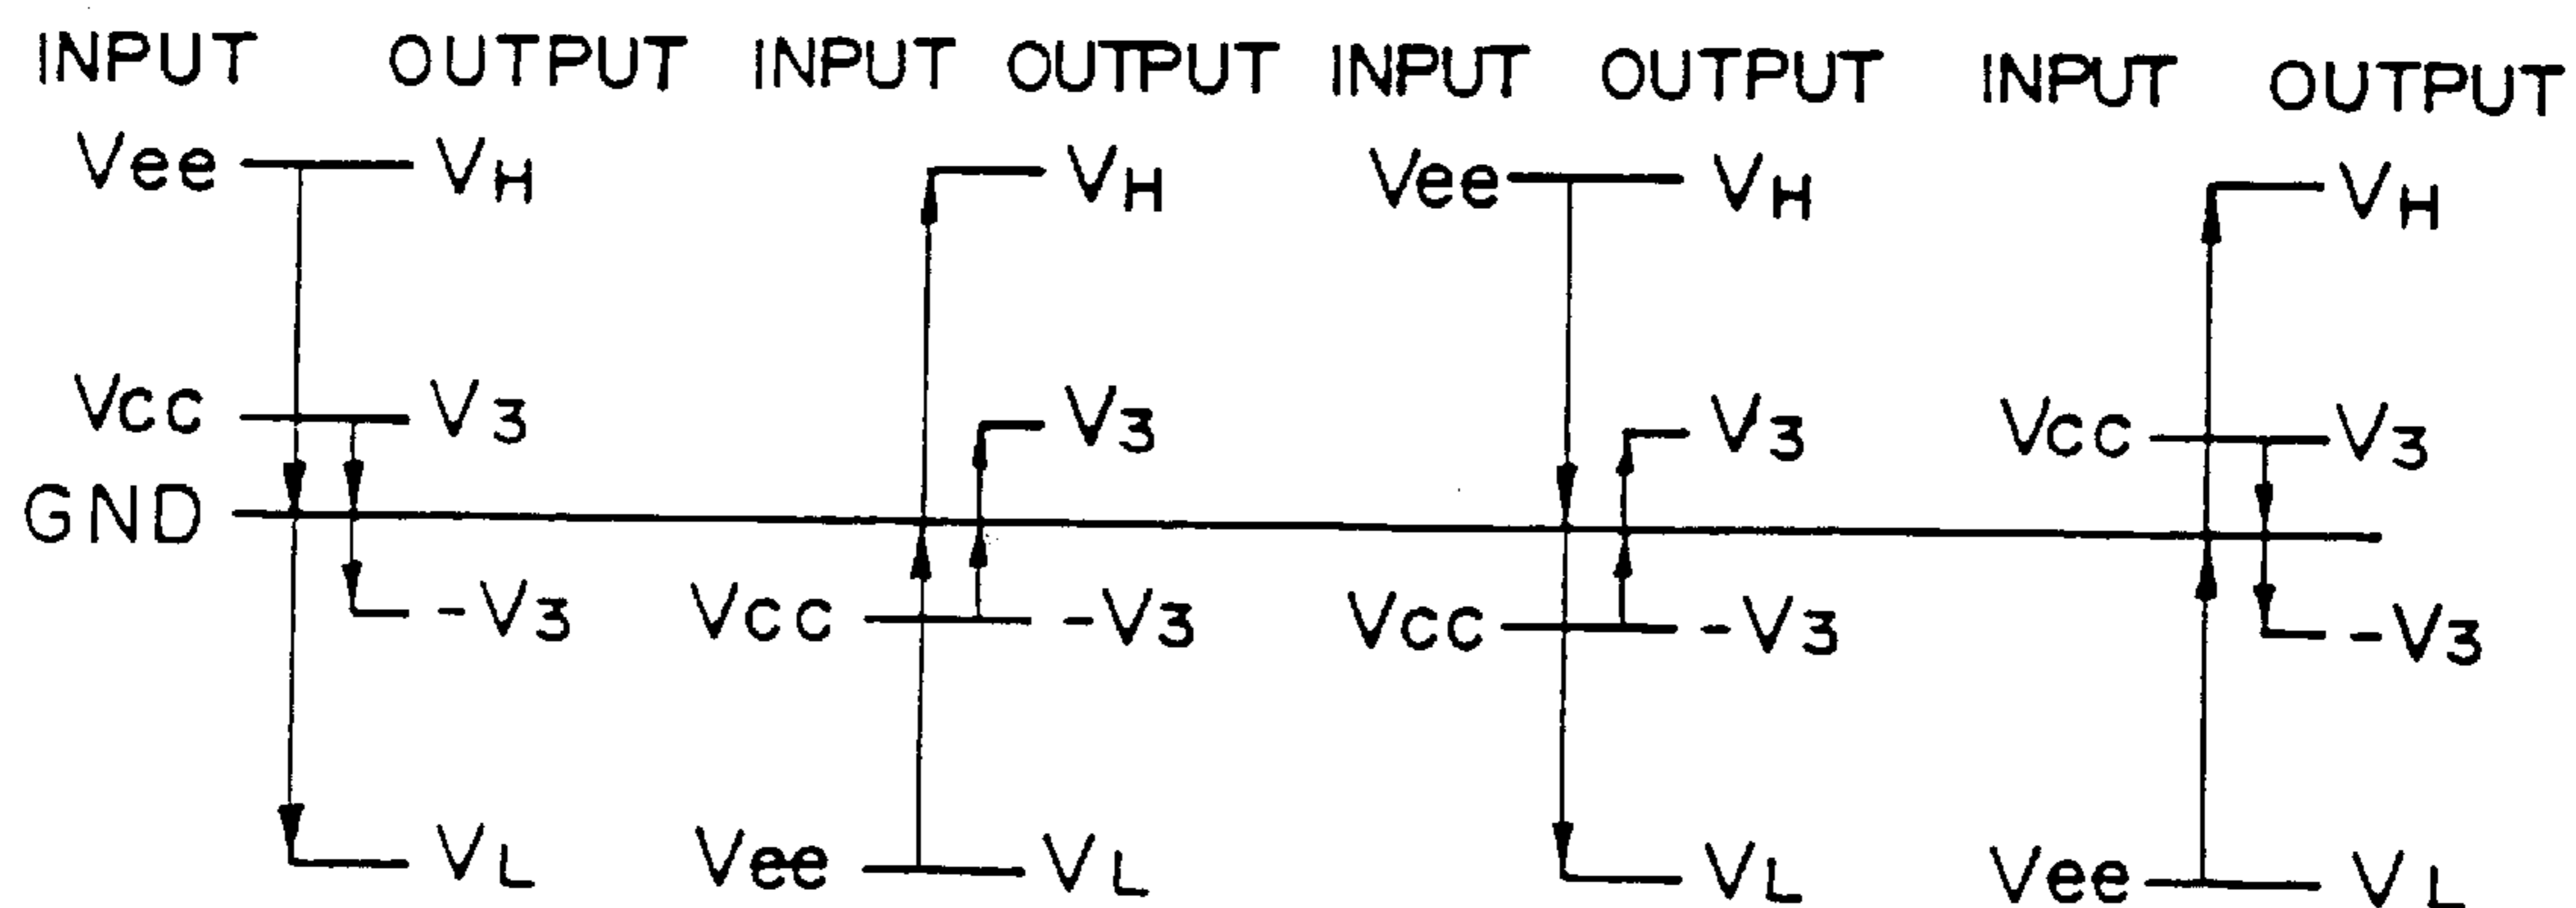 INPUT OUTPUT INPUT OUTPUT INPUT OUTPUT INPUT OUTPUT
Vee VH VH Vee VH VH
Vcc V3 V3 V3 Vcc V3
GND
-V3 Vcc -V3 Vcc -V3 -V3
VL Vee VL VL Vee VL